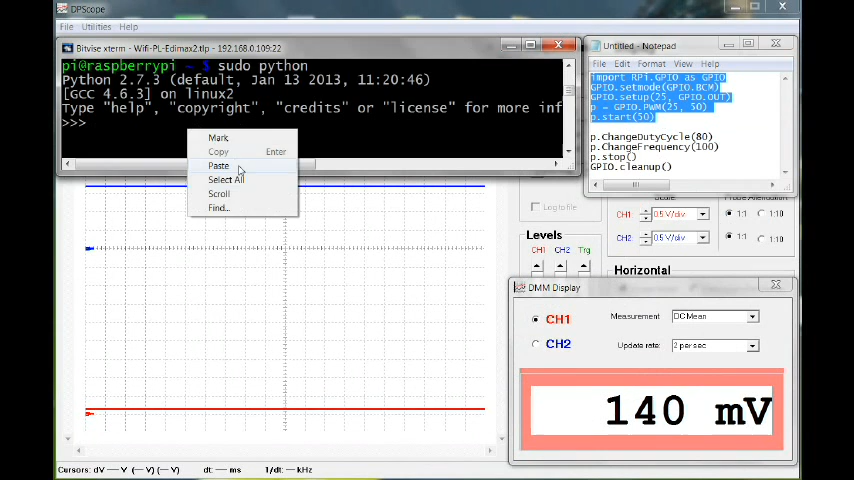 DPScope
File Utilities Help
Bitvise xterm - Wifi-PL-Edimax2.tlp - 192.168.0.109:22
pi@raspberrypi ~ $ sudo python
Python 2.7.3 (default, Jan 13 2013, 11:20:46)
[GCC 4.6.3] on linux2
Type "help", "copyright", "credits" or "license" for more inf
>>>
Mark
Copy Enter
Paste
Select All
Scroll
Find...
Untitled - Notepad
File Edit Format View Help
import RPi.GPIO as GPIO
GPIO.setmode(GPIO.BCM)
GPIO.setup(25, GPIO.OUT)
p = GPIO.PWM(25, 50)
p.start(50)
p.ChangeDutyCycle(80)
p.ChangeFrequency(100)
p.stop()
GPIO.cleanup()
Log to file
Scale Probe Attenuation
CH1: 0.5 V/div 1:1 1:10
CH2: 0.5 V/div 1:1 1:10
Levels
CH1 CH2 Trg
Horizontal
DMM Display
CH1 Measurement DC Mean
CH2 Update rate: 2 per sec
140 mV
Cursors: dV --- V (--- V) (--- V) dt: --- ms 1/dt: --- kHz